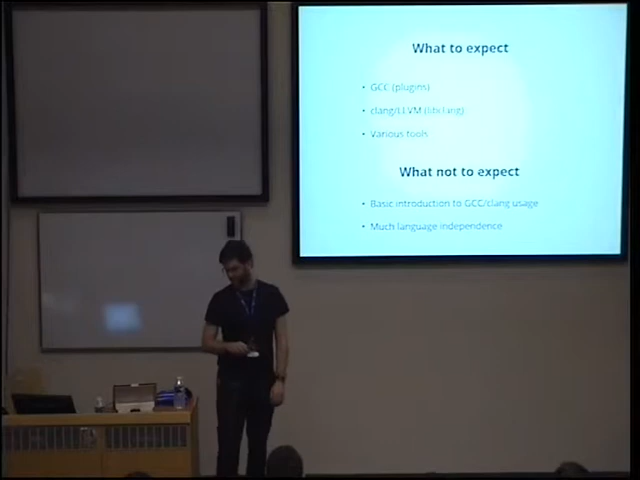 What to expect
• GCC (plugins)
• clang/LLVM (libclang)
• Various tools
What not to expect
• Basic introduction to GCC/clang usage
• Much language independence